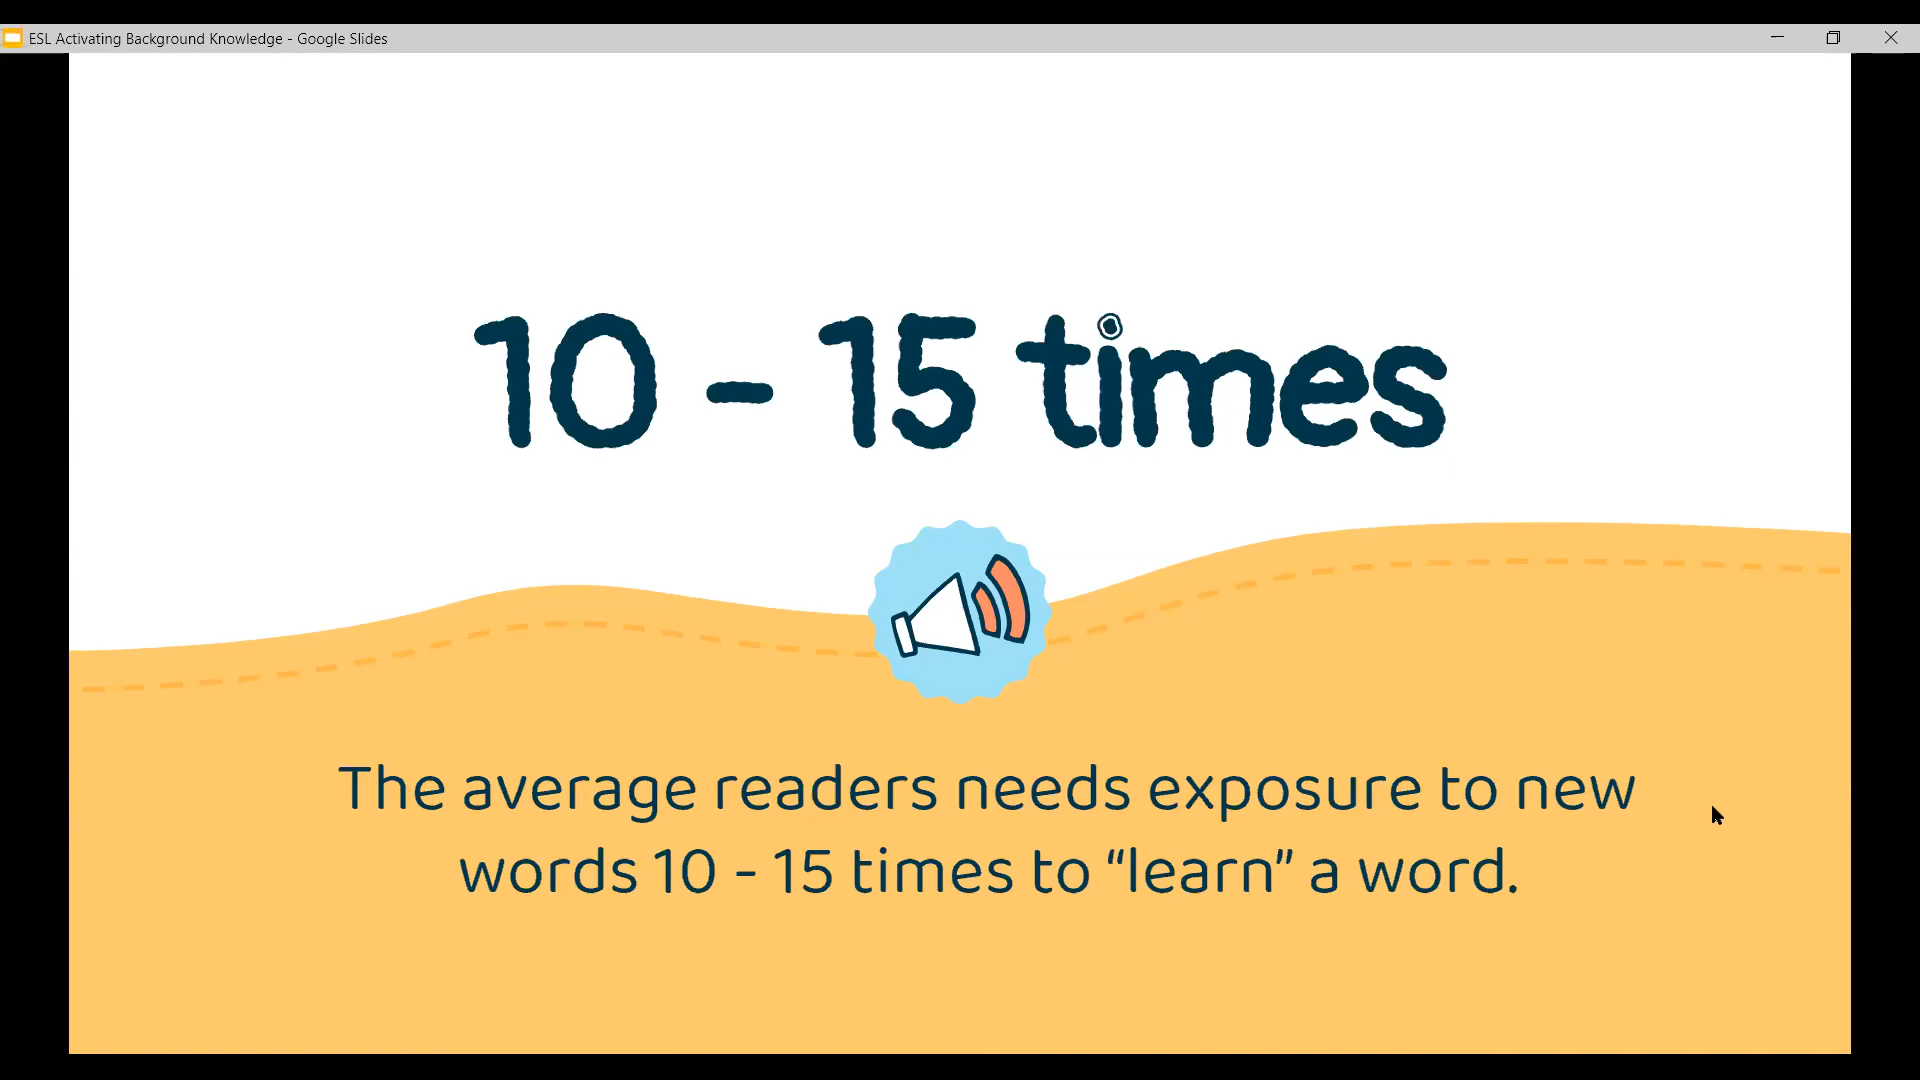 ESL Activating Background Knowledge - Google Slides
10 - 15 times
The average readers needs exposure to new
words 10 - 15 times to “learn” a word.